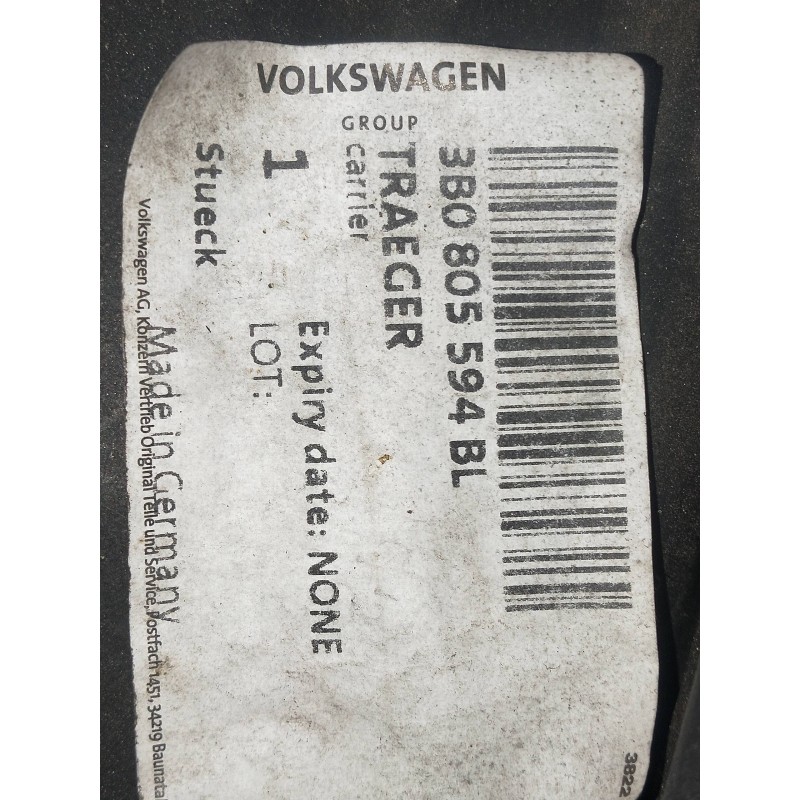 VOLKSWAGEN
GROUP
3B0 805 594 BL
TRAEGER
carrier
Expiry date: NONE
1
LOT:
Stueck
Made in Germany
Volkswagen AG, Konzern Vertrieb Original Teile und Service, Postfach 1451, 34219 Baunatal
3822